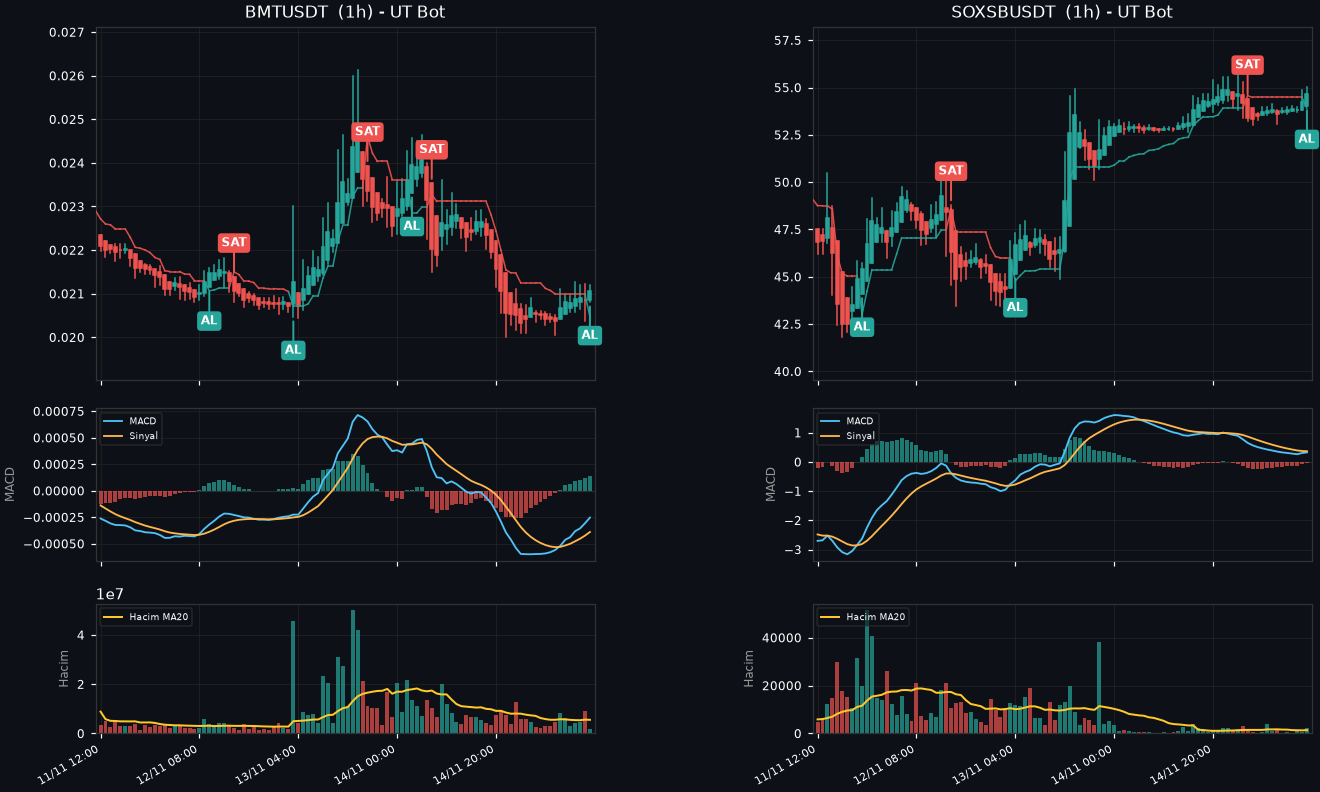 BMTUSDT  (1h) - UT Bot
0.027
0.026
0.025
0.024
0.023
0.022
0.021
0.020
SAT
SAT
SAT
AL
AL
AL
AL
MACD
0.00075
0.00050
0.00025
0.00000
−0.00025
−0.00050
MACD
Sinyal
1e7
Hacim
4
2
0
Hacim MA20
11/11 12:00
12/11 08:00
13/11 04:00
14/11 00:00
14/11 20:00
SOXSBUSDT  (1h) - UT Bot
57.5
55.0
52.5
50.0
47.5
45.0
42.5
40.0
SAT
SAT
AL
AL
AL
MACD
1
0
−1
−2
−3
MACD
Sinyal
Hacim
40000
20000
0
Hacim MA20
11/11 12:00
12/11 08:00
13/11 04:00
14/11 00:00
14/11 20:00